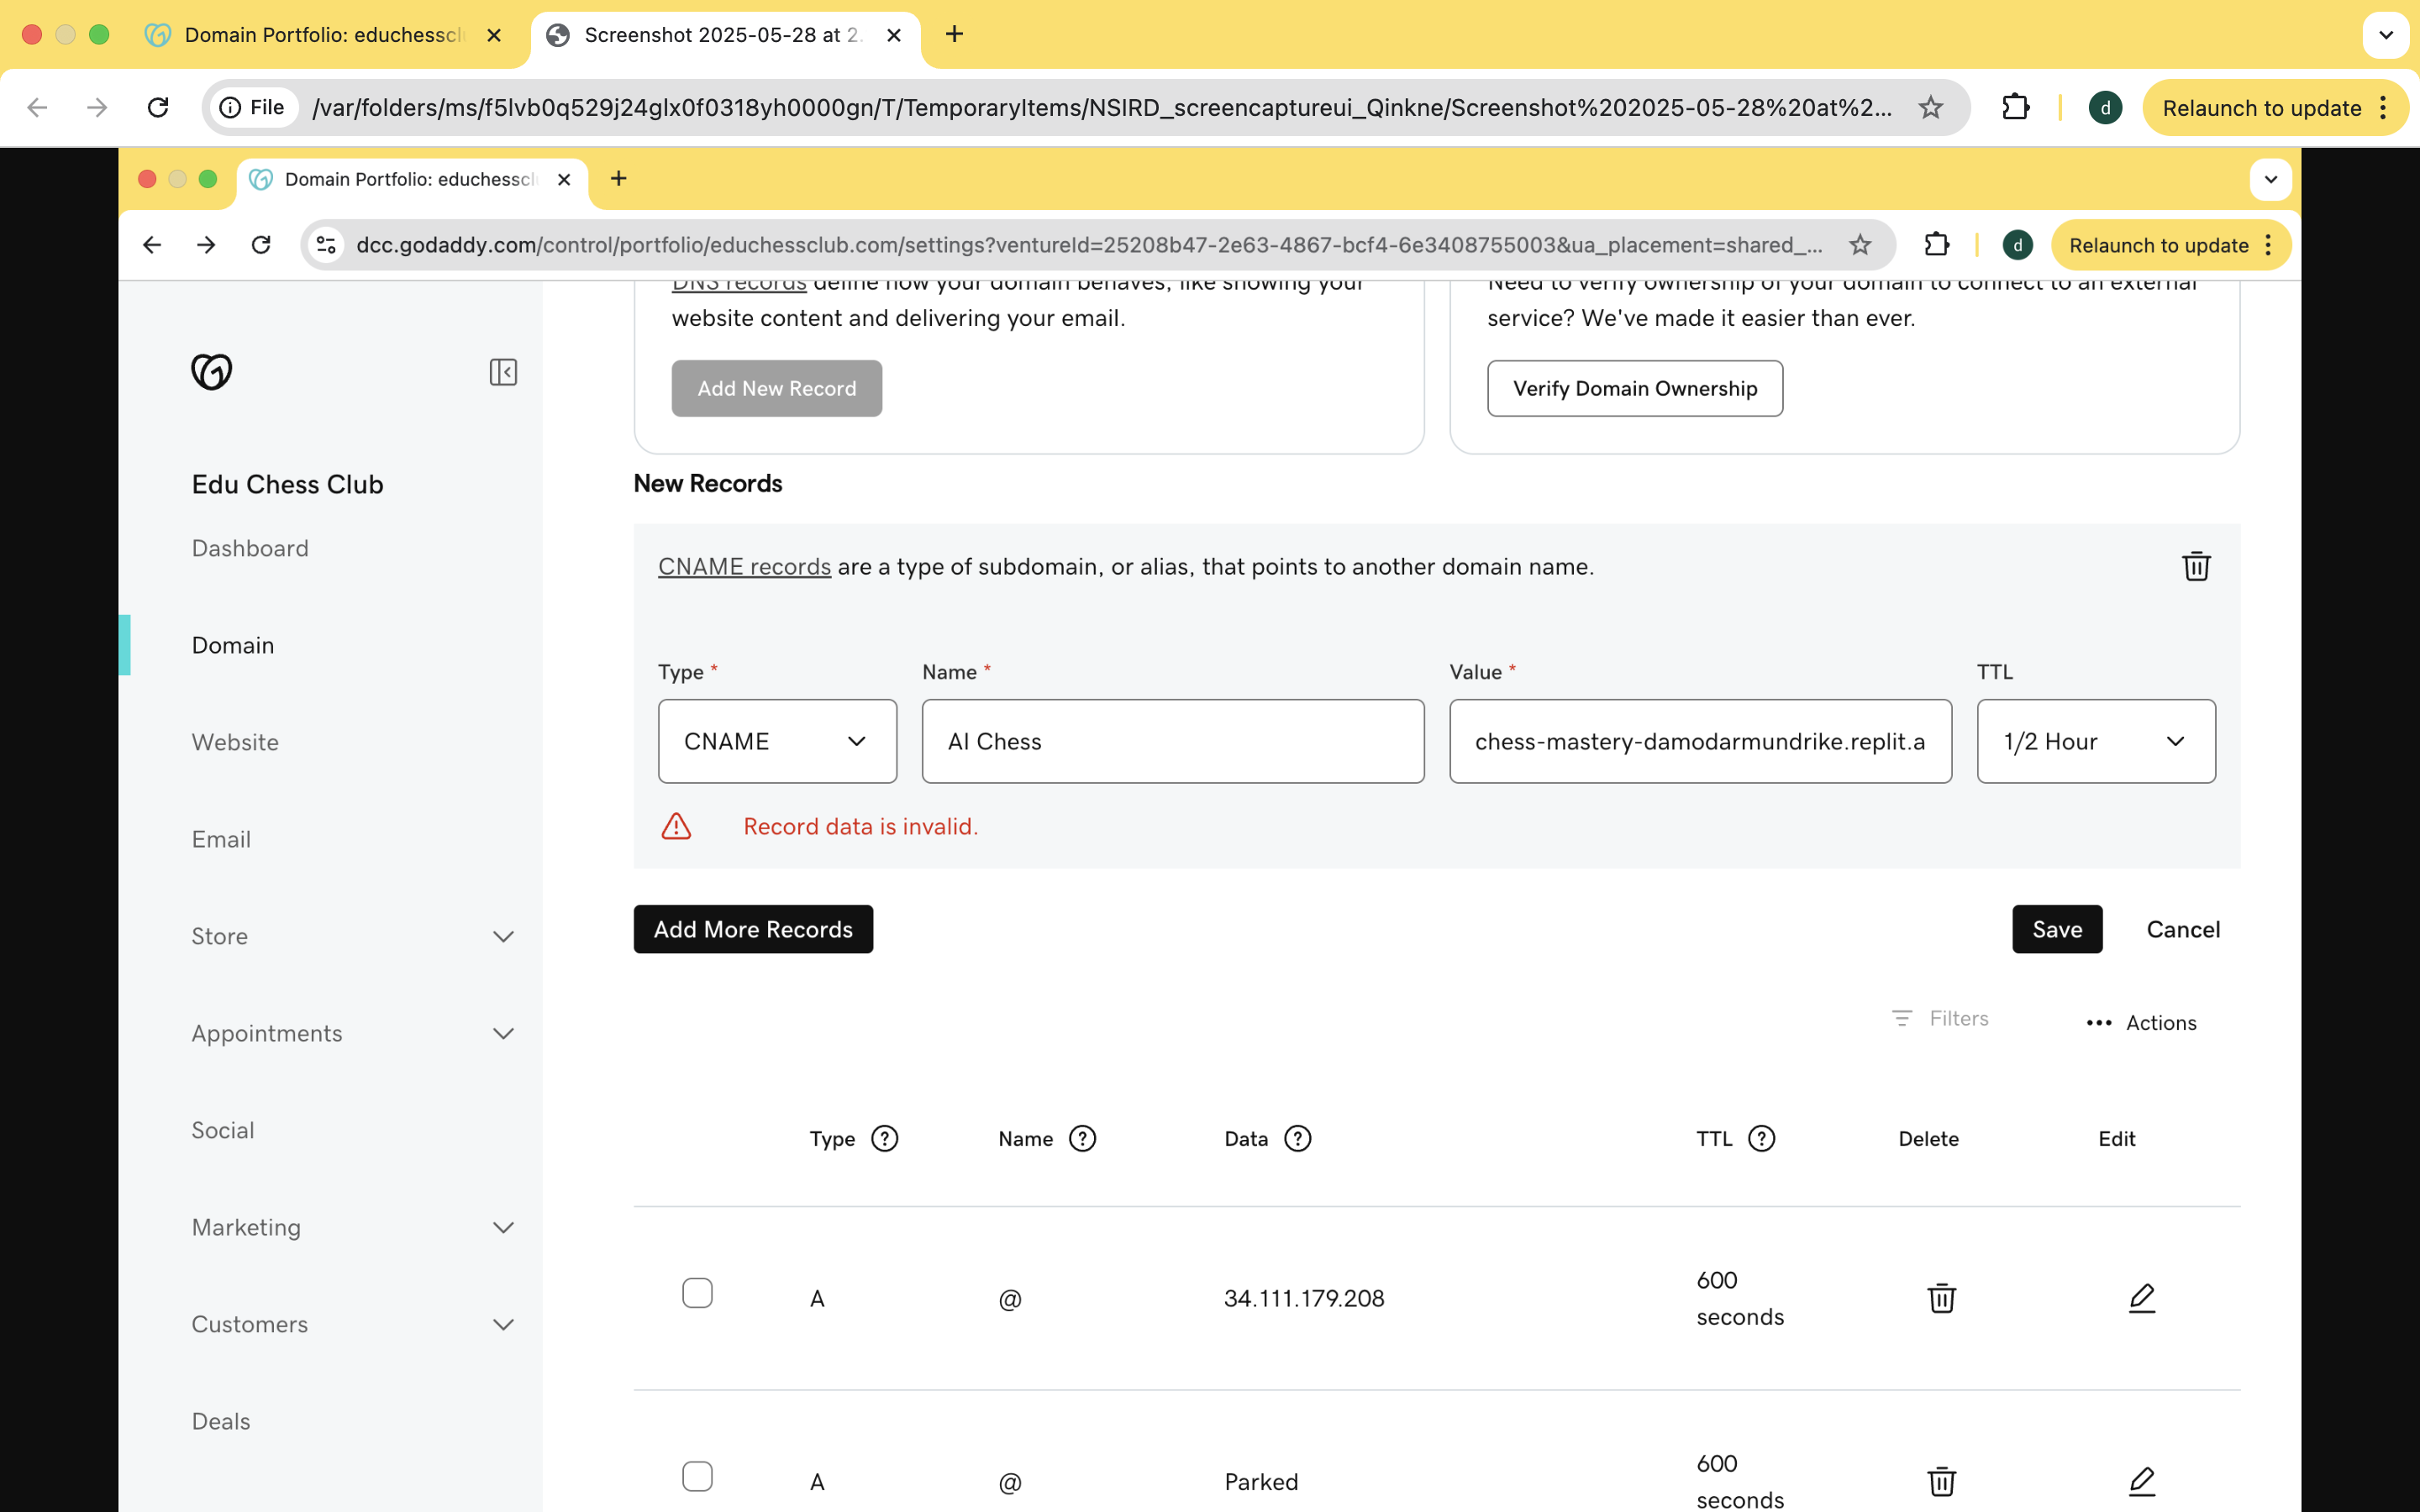 Domain Portfolio: educhesscl
Screenshot 2025-05-28 at 2.
File
/var/folders/ms/f5lvb0q529j24glx0f0318yh0000gn/T/TemporaryItems/NSIRD_screencaptureui_Qinkne/Screenshot%202025-05-28%20at%2...
d
Relaunch to update
Domain Portfolio: educhesscl
dcc.godaddy.com/control/portfolio/educhessclub.com/settings?ventureId=25208b47-2e63-4867-bcf4-6e3408755003&ua_placement=shared_...
d
Relaunch to update
DNS records define how your domain behaves, like showing your
website content and delivering your email.
Add New Record
Need to verify ownership of your domain to connect to an external
service? We've made it easier than ever.
Verify Domain Ownership
Edu Chess Club
Dashboard
Domain
Website
Email
Store
Appointments
Social
Marketing
Customers
Deals
New Records
CNAME records are a type of subdomain, or alias, that points to another domain name.
Type * Name * Value * TTL
CNAME AI Chess chess-mastery-damodarmundrike.replit.a 1/2 Hour
Record data is invalid.
Add More Records Save Cancel
Filters Actions
Type Name Data TTL Delete Edit
A @ 34.111.179.208 600
seconds
A @ Parked 600
seconds